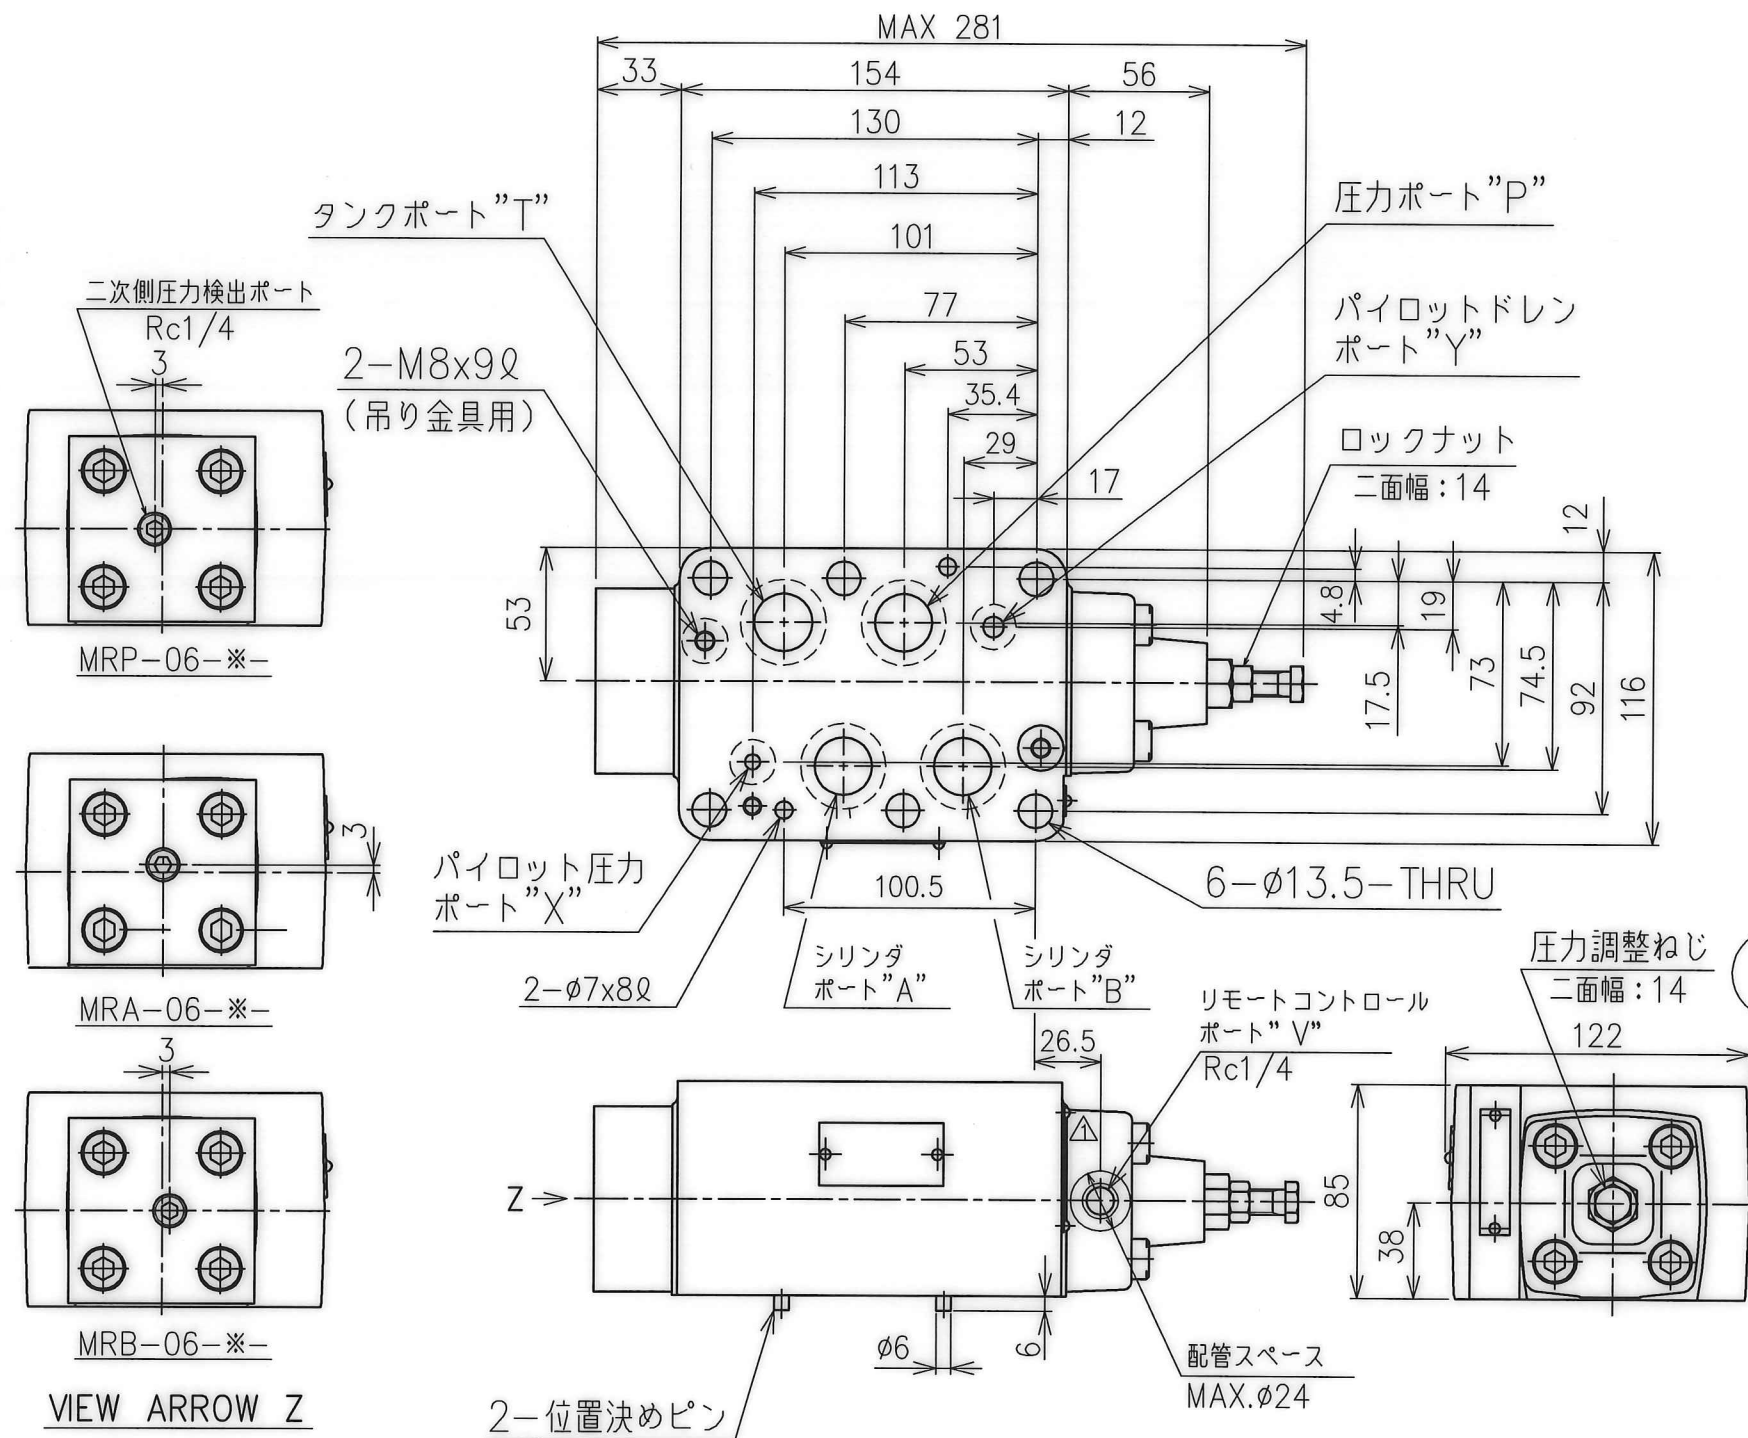 MAX 281
33
154
56
130
12
113
タンクポート"T"
圧力ポート"P"
101
二次側圧力検出ポート
Rc1/4
3
77
パイロットドレン
ポート"Y"
2-M8x9ℓ
(吊り金具用)
53
35.4
29
ロックナット
二面幅：14
17
12
53
4.8
19
17.5
73
74.5
92
116
MRP-06-※-
3
パイロット圧力
ポート"X"
100.5
6-φ13.5-THRU
2-φ7x8ℓ
シリンダ
ポート"A"
シリンダ
ポート"B"
圧力調整ねじ
二面幅：14
MRA-06-※-
リモートコントロール
ポート" V"
Rc1/4
26.5
122
3
1
Z
85
38
MRB-06-※-
φ6
6
配管スペース
MAX.φ24
VIEW ARROW Z
2-位置決めピン